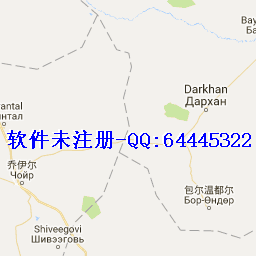 Bay
Ба
Darkhan
Дархан
antal
нтал
软件未注册-QQ:64445322
乔伊尔
Чойр
包尔温都尔
Бор-Өндөр
Shiveegovi
Шивээговь